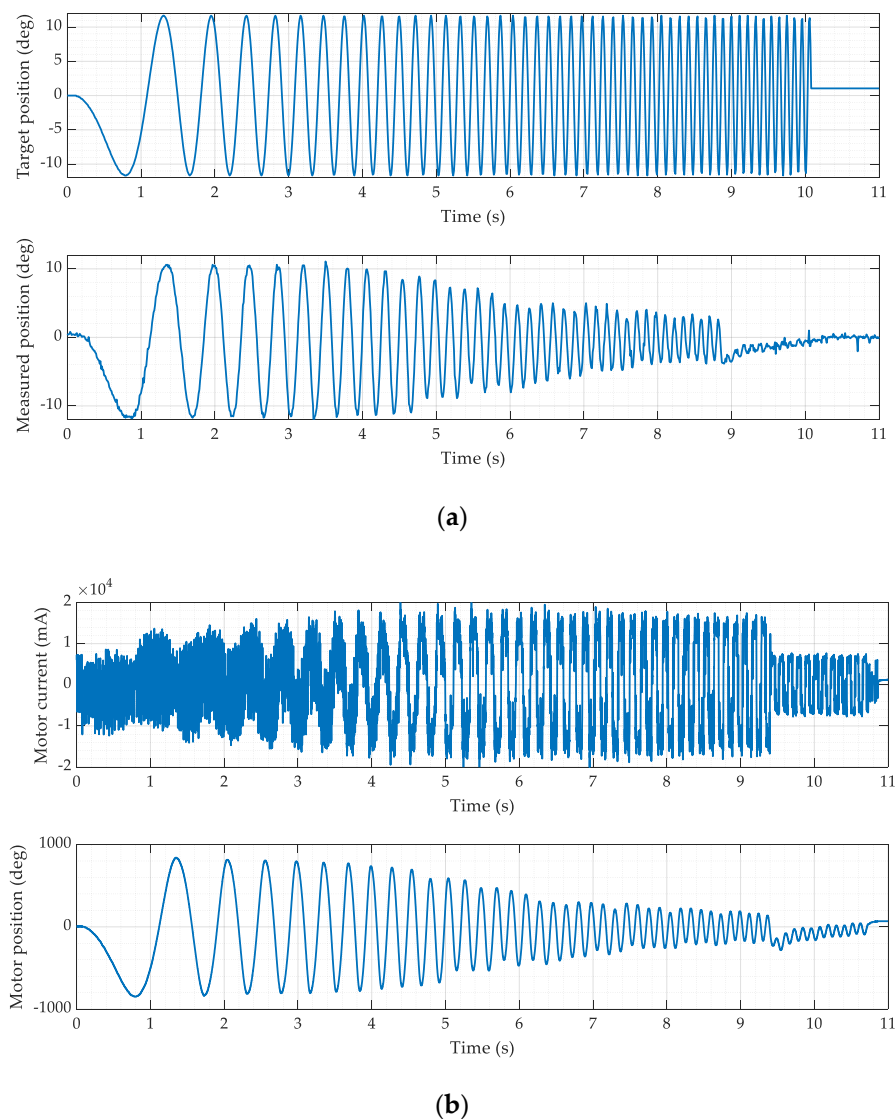 10
5
0
-5
-10
Target position (deg)
0 1 2 3 4 5 6 7 8 9 10 11
Time (s)
10
0
-10
Measured position (deg)
0 1 2 3 4 5 6 7 8 9 10 11
Time (s)
(a)
×10⁴
2
1
0
-1
-2
Motor current (mA)
0 1 2 3 4 5 6 7 8 9 10 11
Time (s)
1000
0
-1000
Motor position (deg)
0 1 2 3 4 5 6 7 8 9 10 11
Time (s)
(b)